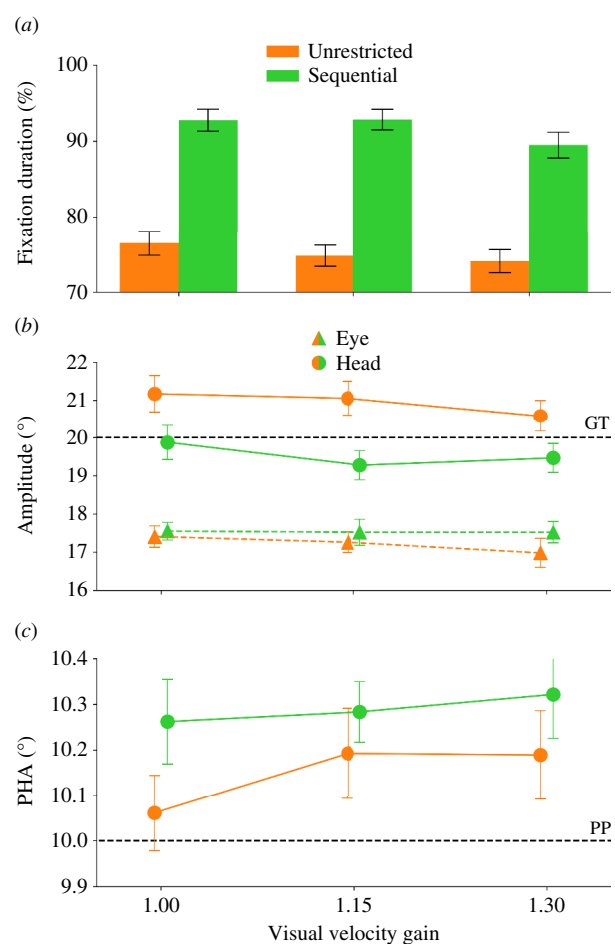 (a)
Unrestricted
Sequential
Fixation duration (%)
100
90
80
70
(b)
Eye
Head
Amplitude (°)
22
21
20
19
18
17
16
GT
(c)
PHA (°)
10.4
10.3
10.2
10.1
10.0
9.9
PP
1.00 1.15 1.30
Visual velocity gain